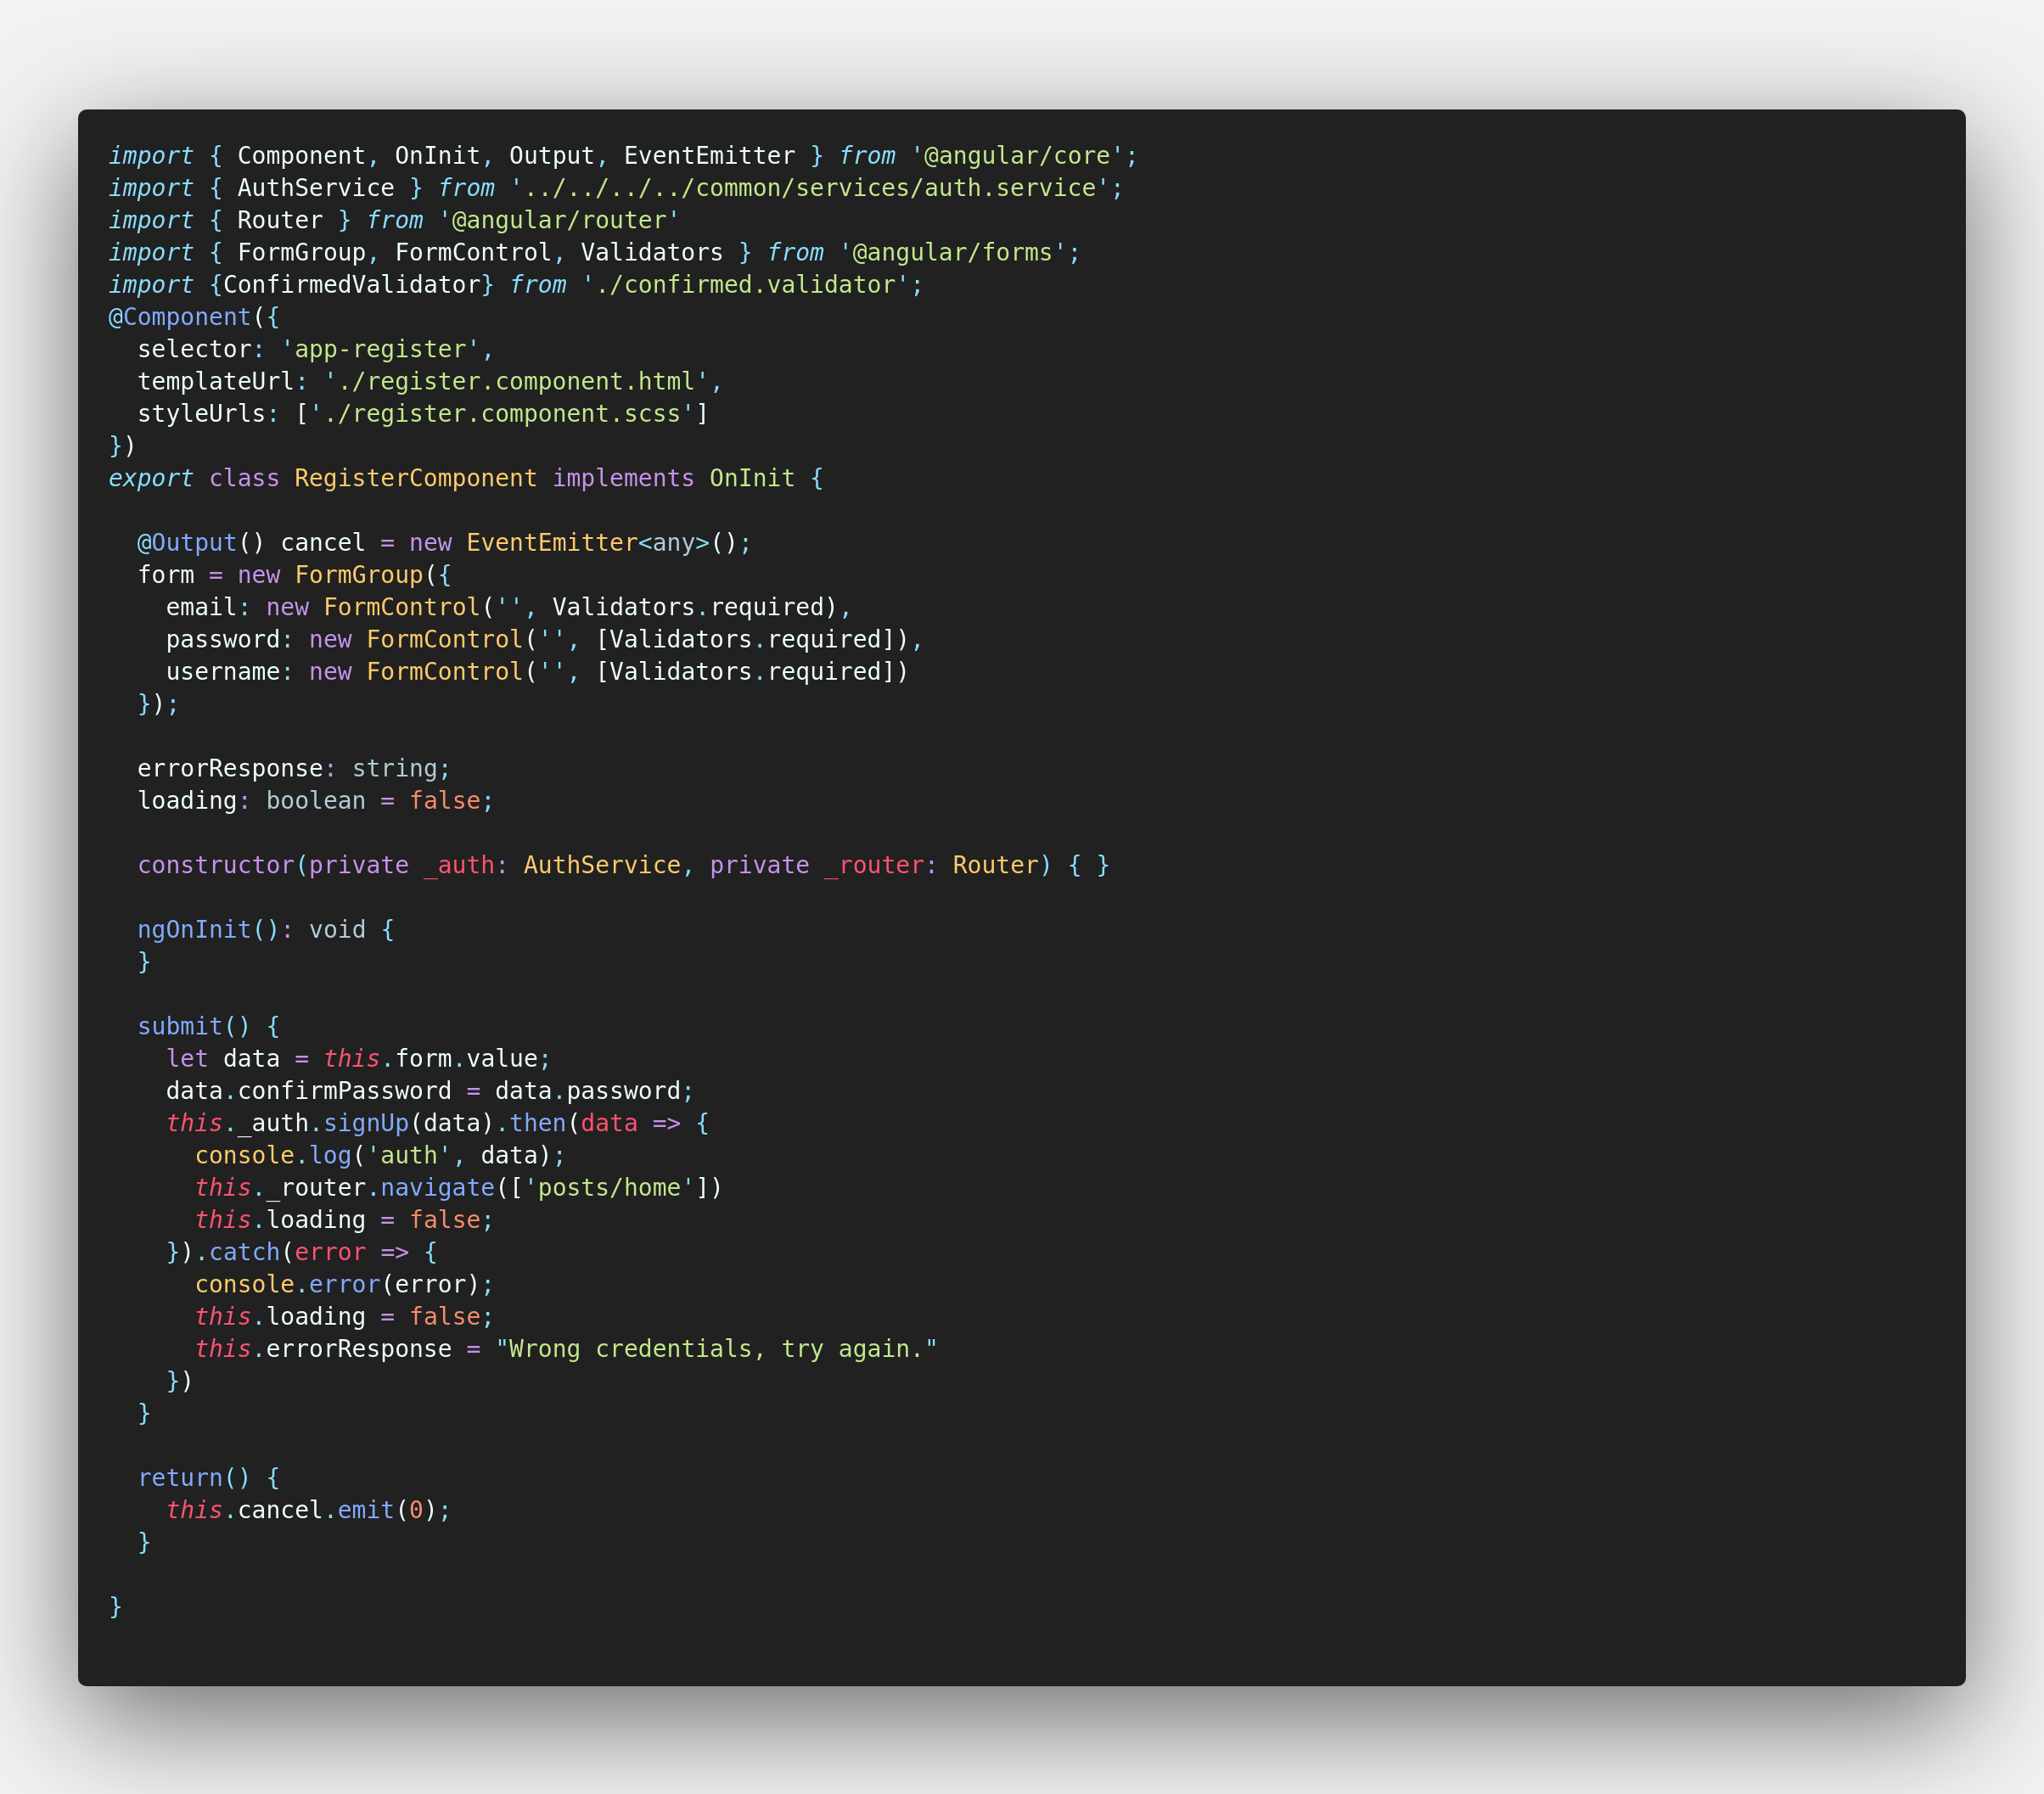 import { Component, OnInit, Output, EventEmitter } from '@angular/core';
import { AuthService } from '../../../../common/services/auth.service';
import { Router } from '@angular/router'
import { FormGroup, FormControl, Validators } from '@angular/forms';
import {ConfirmedValidator} from './confirmed.validator';
@Component({
  selector: 'app-register',
  templateUrl: './register.component.html',
  styleUrls: ['./register.component.scss']
})
export class RegisterComponent implements OnInit {

  @Output() cancel = new EventEmitter<any>();
  form = new FormGroup({
    email: new FormControl('', Validators.required),
    password: new FormControl('', [Validators.required]),
    username: new FormControl('', [Validators.required])
  });

  errorResponse: string;
  loading: boolean = false;

  constructor(private _auth: AuthService, private _router: Router) { }

  ngOnInit(): void {
  }

  submit() {
    let data = this.form.value;
    data.confirmPassword = data.password;
    this._auth.signUp(data).then(data => {
      console.log('auth', data);
      this._router.navigate(['posts/home'])
      this.loading = false;
    }).catch(error => {
      console.error(error);
      this.loading = false;
      this.errorResponse = "Wrong credentials, try again."
    })
  }

  return() {
    this.cancel.emit(0);
  }

}